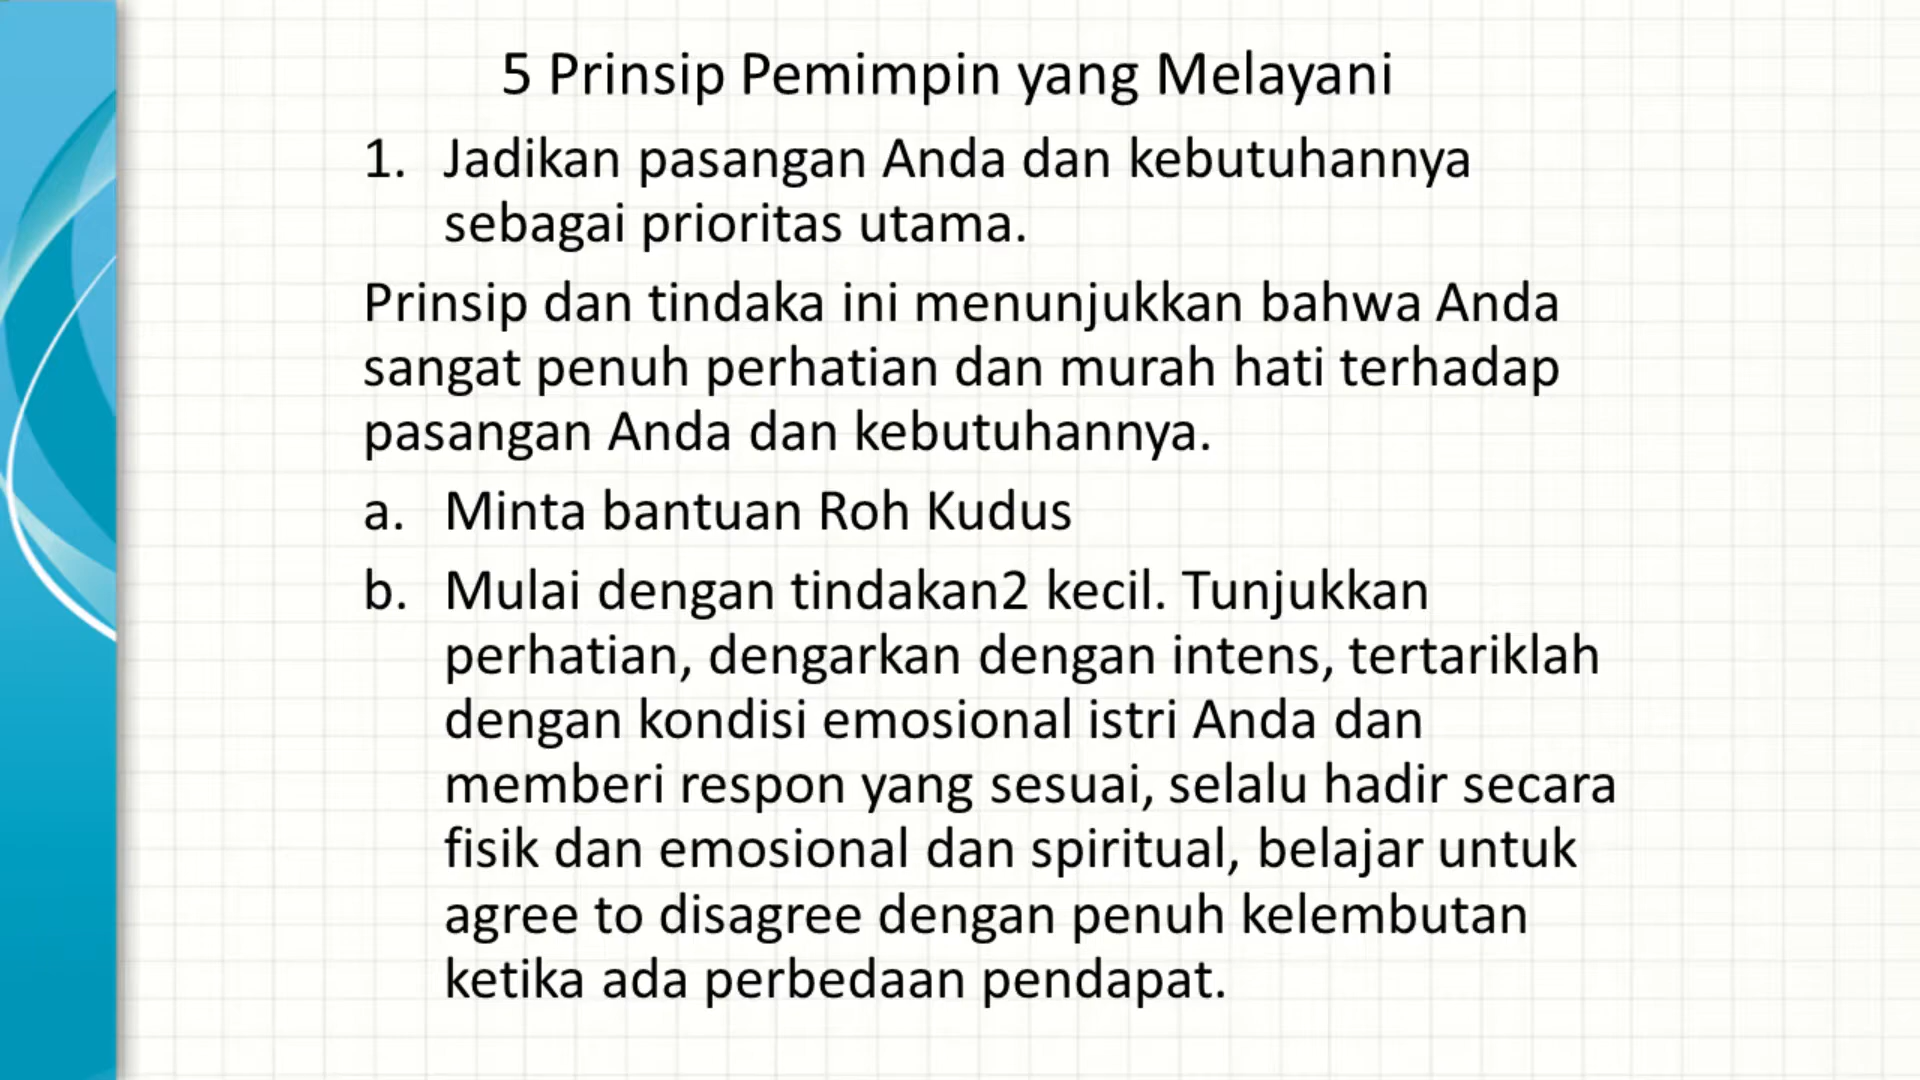 5 Prinsip Pemimpin yang Melayani
1. Jadikan pasangan Anda dan kebutuhannya
sebagai prioritas utama.
Prinsip dan tindaka ini menunjukkan bahwa Anda
sangat penuh perhatian dan murah hati terhadap
pasangan Anda dan kebutuhannya.
a. Minta bantuan Roh Kudus
b. Mulai dengan tindakan2 kecil. Tunjukkan
perhatian, dengarkan dengan intens, tertariklah
dengan kondisi emosional istri Anda dan
memberi respon yang sesuai, selalu hadir secara
fisik dan emosional dan spiritual, belajar untuk
agree to disagree dengan penuh kelembutan
ketika ada perbedaan pendapat.